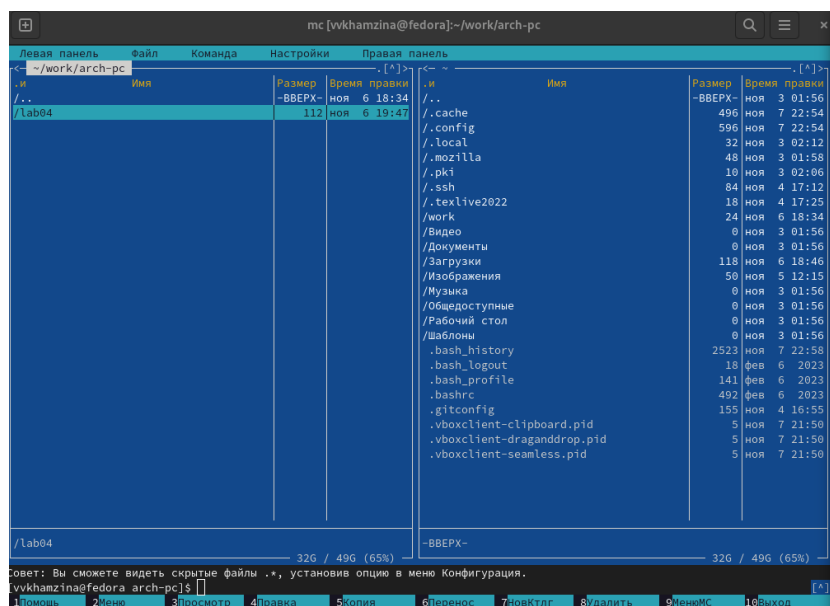 mc [vvkhamzina@fedora]:~/work/arch-pc
Левая панель Файл Команда Настройки Правая панель
<— ~/work/arch-pc .[^]>
.и Имя Размер Время правки
/.. -ВВЕРХ- ноя 6 18:34
/lab04 112 ноя 6 19:47
/lab04
32G / 49G (65%)
<— ~ .[^]>
.и Имя Размер Время правки
/.. -ВВЕРХ- ноя 3 01:56
/.cache 496 ноя 7 22:54
/.config 596 ноя 7 22:54
/.local 32 ноя 3 02:12
/.mozilla 48 ноя 3 01:58
/.pki 10 ноя 3 02:06
/.ssh 84 ноя 4 17:12
/.texlive2022 18 ноя 4 17:25
/work 24 ноя 6 18:34
/Видео 0 ноя 3 01:56
/Документы 0 ноя 3 01:56
/Загрузки 118 ноя 6 18:46
/Изображения 50 ноя 5 12:15
/Музыка 0 ноя 3 01:56
/Общедоступные 0 ноя 3 01:56
/Рабочий стол 0 ноя 3 01:56
/Шаблоны 0 ноя 3 01:56
.bash_history 2523 ноя 7 22:58
.bash_logout 18 фев 6 2023
.bash_profile 141 фев 6 2023
.bashrc 492 фев 6 2023
.gitconfig 155 ноя 4 16:55
.vboxclient-clipboard.pid 5 ноя 7 21:50
.vboxclient-draganddrop.pid 5 ноя 7 21:50
.vboxclient-seamless.pid 5 ноя 7 21:50
-ВВЕРХ-
32G / 49G (65%)
Совет: Вы сможете видеть скрытые файлы .*, установив опцию в меню Конфигурация.
[vvkhamzina@fedora arch-pc]$ [^]
1Помощь 2Меню 3Просмотр 4Правка 5Копия 6Перенос 7НовКтлг 8Удалить 9МенюМС 10Выход